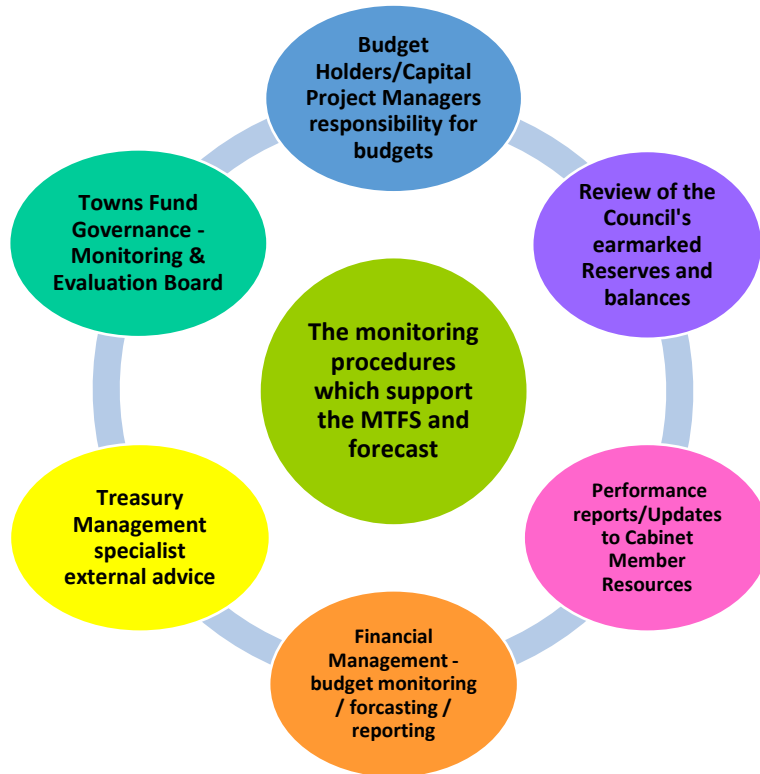 Budget
Holders/Capital
Project Managers
responsibility for
budgets
Review of the
Council's
earmarked
Reserves and
balances
Performance
reports/Updates
to Cabinet
Member
Resources
Financial
Management -
budget monitoring
/ forcasting /
reporting
Treasury
Management
specialist
external advice
Towns Fund
Governance -
Monitoring &
Evaluation Board
The monitoring
procedures
which support
the MTFS and
forecast